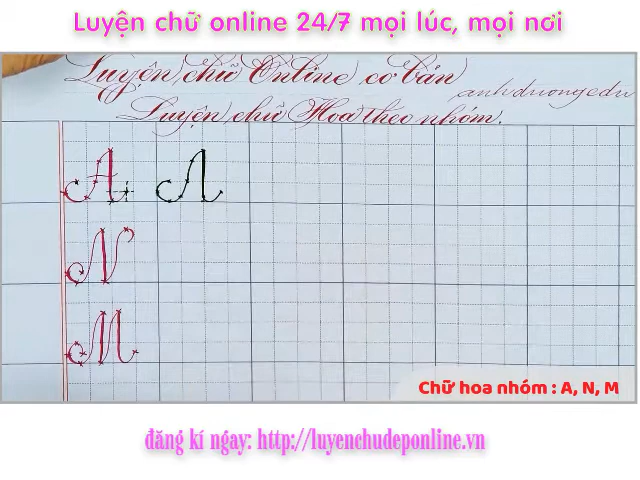 Luyện chữ online 24/7 mọi lúc, mọi nơi
Luyện chữ Online cơ bản
anhduongedu
Luyện chữ Hoa theo nhóm.
A A
N
M
Chữ hoa nhóm : A, N, M
đăng kí ngay: http://luyenchudeponline.vn